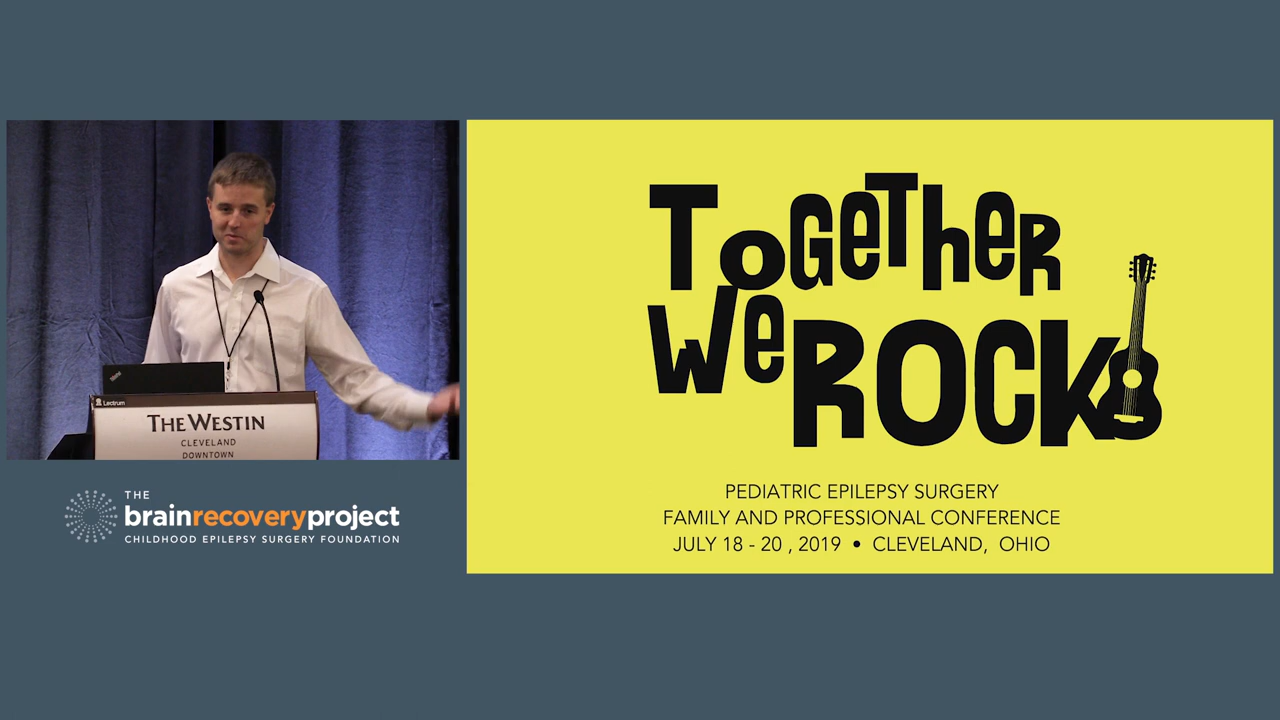 Lectrum
THE WESTIN
CLEVELAND
DOWNTOWN
THE
brainrecoveryproject
CHILDHOOD EPILEPSY SURGERY FOUNDATION
TOGETHER
WE ROCK
PEDIATRIC EPILEPSY SURGERY
FAMILY AND PROFESSIONAL CONFERENCE
JULY 18 - 20 , 2019 • CLEVELAND, OHIO